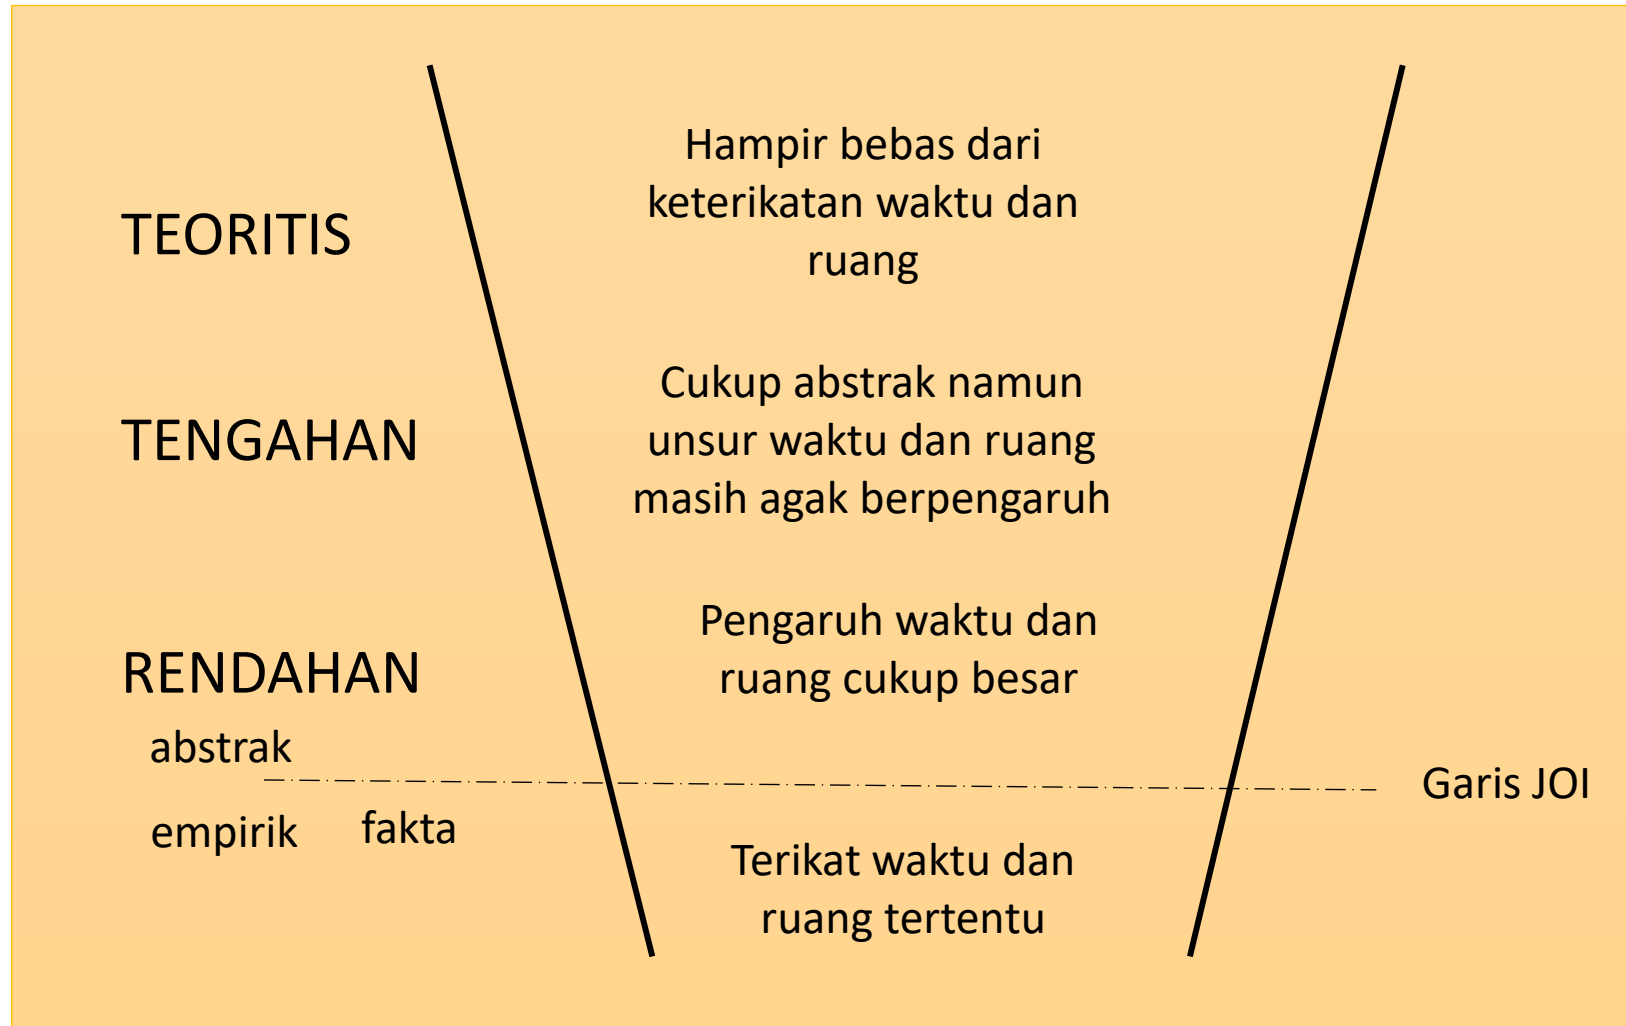 Hampir bebas dari
keterikatan waktu dan
ruang
TEORITIS
Cukup abstrak namun
unsur waktu dan ruang
masih agak berpengaruh
TENGAHAN
Pengaruh waktu dan
ruang cukup besar
RENDAHAN
abstrak
Garis JOI
empirik
fakta
Terikat waktu dan
ruang tertentu